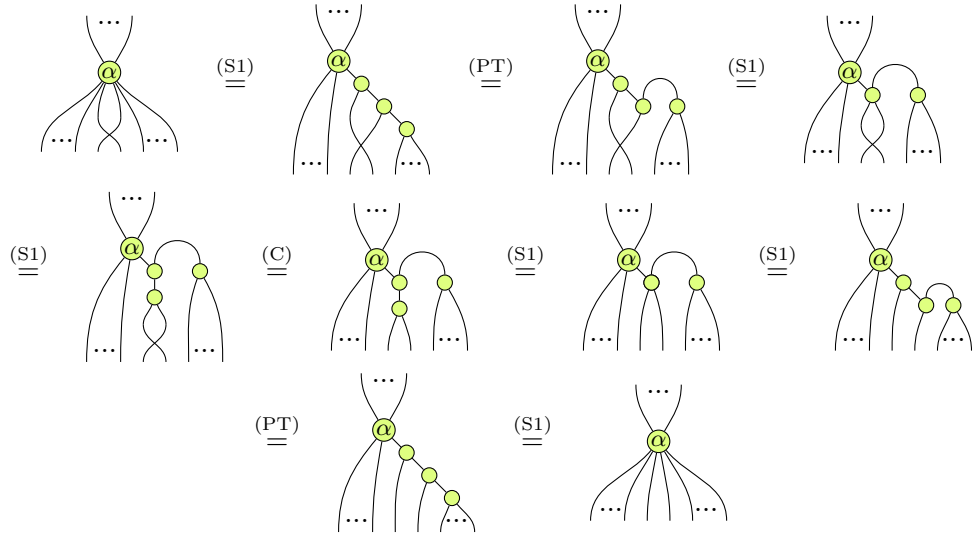 ... α ... ... (S1) = ... α ... ... (PT) = ... α ... ... (S1) = ... α ... ...
(S1) = ... α ... ... (C) = ... α ... ... (S1) = ... α ... ... (S1) = ... α ... ...
(PT) = ... α ... ... (S1) = ... α ... ...